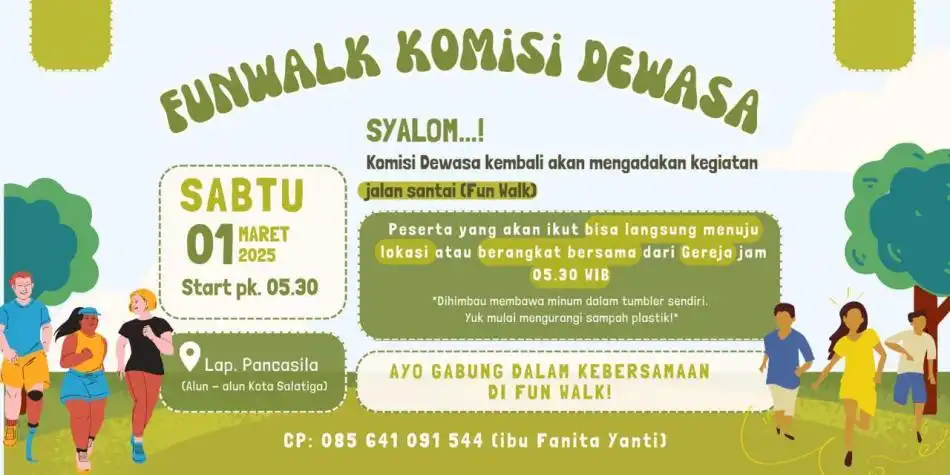 FUNWALK KOMISI DEWASA
SYALOM...!
Komisi Dewasa kembali akan mengadakan kegiatan
jalan santai (Fun Walk)
SABTU
01 MARET
2025
Start pk. 05.30
Peserta yang akan ikut bisa langsung menuju
lokasi atau berangkat bersama dari Gereja jam
05.30 WIB
*Dihimbau membawa minum dalam tumbler sendiri.
Yuk mulai mengurangi sampah plastik!*
Lap. Pancasila
(Alun - alun Kota Salatiga)
AYO GABUNG DALAM KEBERSAMAAN
DI FUN WALK!
CP: 085 641 091 544 (ibu Fanita Yanti)